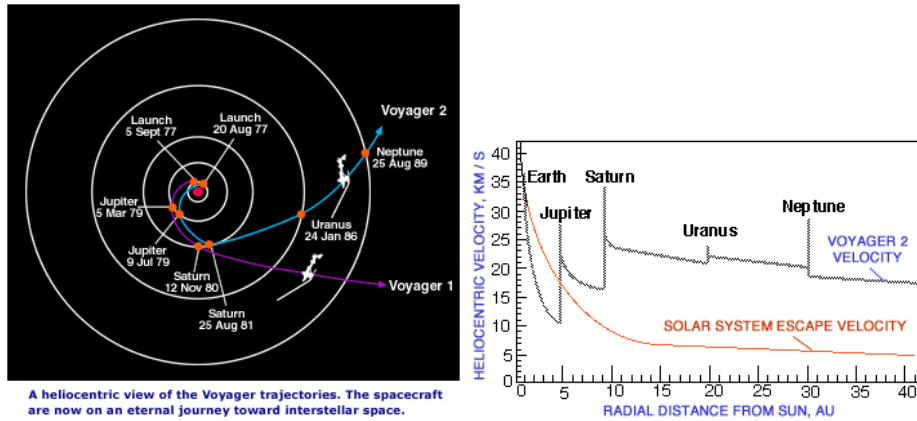 Launch
5 Sept 77
Launch
20 Aug 77
Voyager 2
Neptune
25 Aug 89
Jupiter
5 Mar 79
Jupiter
9 Jul 79
Uranus
24 Jan 86
Saturn
12 Nov 80
Saturn
25 Aug 81
Voyager 1
A heliocentric view of the Voyager trajectories. The spacecraft
are now on an eternal journey toward interstellar space.
HELIOCENTRIC VELOCITY, KM / S
40
35
30
25
20
15
10
5
0
Earth
Jupiter
Saturn
Uranus
Neptune
VOYAGER 2
VELOCITY
SOLAR SYSTEM ESCAPE VELOCITY
0 5 10 15 20 25 30 35 40
RADIAL DISTANCE FROM SUN, AU